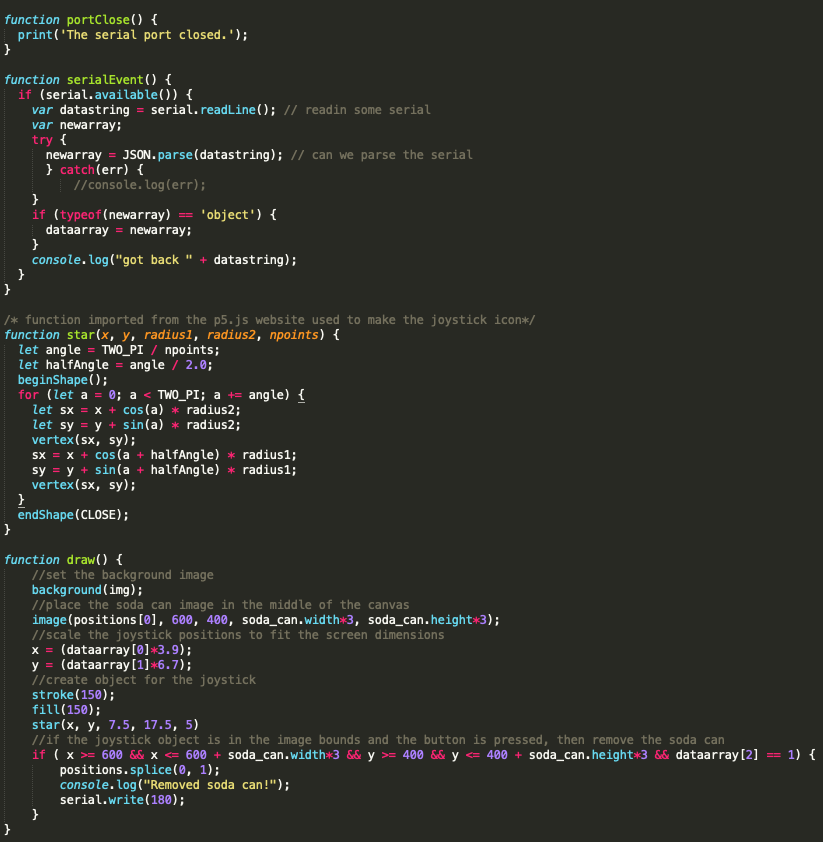 function portClose() {
  print('The serial port closed.');
}

function serialEvent() {
  if (serial.available()) {
    var datastring = serial.readLine(); // readin some serial
    var newarray;
    try {
      newarray = JSON.parse(datastring); // can we parse the serial
      } catch(err) {
          //console.log(err);
    }
    if (typeof(newarray) == 'object') {
      dataarray = newarray;
    }
    console.log("got back " + datastring);
  }
}

/* function imported from the p5.js website used to make the joystick icon*/
function star(x, y, radius1, radius2, npoints) {
  let angle = TWO_PI / npoints;
  let halfAngle = angle / 2.0;
  beginShape();
  for (let a = 0; a < TWO_PI; a += angle) {
    let sx = x + cos(a) * radius2;
    let sy = y + sin(a) * radius2;
    vertex(sx, sy);
    sx = x + cos(a + halfAngle) * radius1;
    sy = y + sin(a + halfAngle) * radius1;
    vertex(sx, sy);
  }
  endShape(CLOSE);
}

function draw() {
    //set the background image
    background(img);
    //place the soda can image in the middle of the canvas
    image(positions[0], 600, 400, soda_can.width*3, soda_can.height*3);
    //scale the joystick positions to fit the screen dimensions
    x = (dataarray[0]*3.9);
    y = (dataarray[1]*6.7);
    //create object for the joystick
    stroke(150);
    fill(150);
    star(x, y, 7.5, 17.5, 5)
    //if the joystick object is in the image bounds and the button is pressed, then remove the soda can
    if ( x >= 600 && x <= 600 + soda_can.width*3 && y >= 400 && y <= 400 + soda_can.height*3 && dataarray[2] == 1) {
        positions.splice(0, 1);
        console.log("Removed soda can!");
        serial.write(180);
    }
}